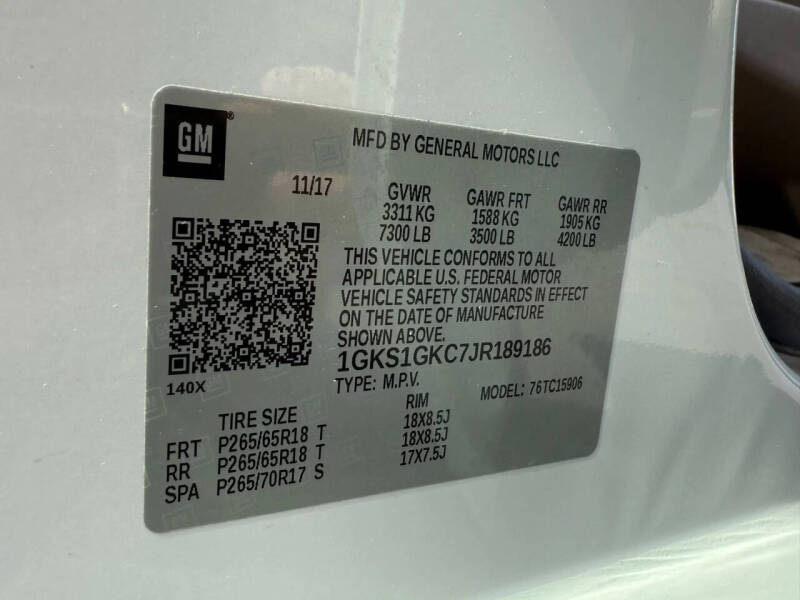 GM®
MFD BY GENERAL MOTORS LLC
11/17 GVWR GAWR FRT GAWR RR
3311 KG 1588 KG 1905 KG
7300 LB 3500 LB 4200 LB
THIS VEHICLE CONFORMS TO ALL
APPLICABLE U.S. FEDERAL MOTOR
VEHICLE SAFETY STANDARDS IN EFFECT
ON THE DATE OF MANUFACTURE
SHOWN ABOVE.
1GKS1GKC7JR189186
140X
TYPE: M.P.V. MODEL: 76TC15906
TIRE SIZE RIM
FRT P265/65R18 T 18X8.5J
RR P265/65R18 T 18X8.5J
SPA P265/70R17 S 17X7.5J